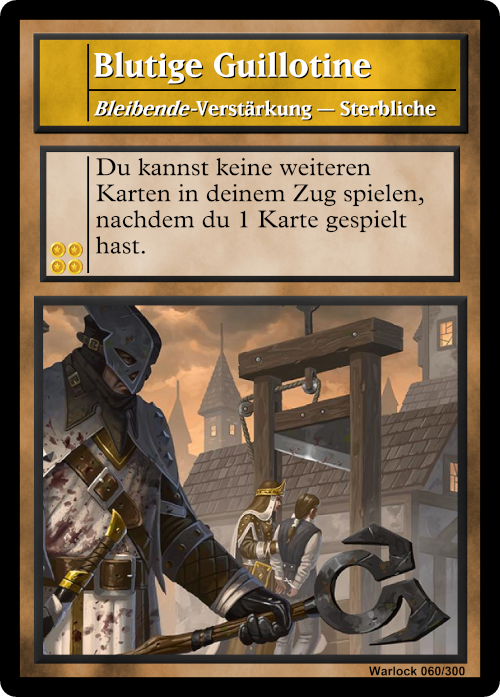 Blutige Guillotine
Bleibende-Verstärkung — Sterbliche
Du kannst keine weiteren
Karten in deinem Zug spielen,
nachdem du 1 Karte gespielt
hast.
Warlock 060/300